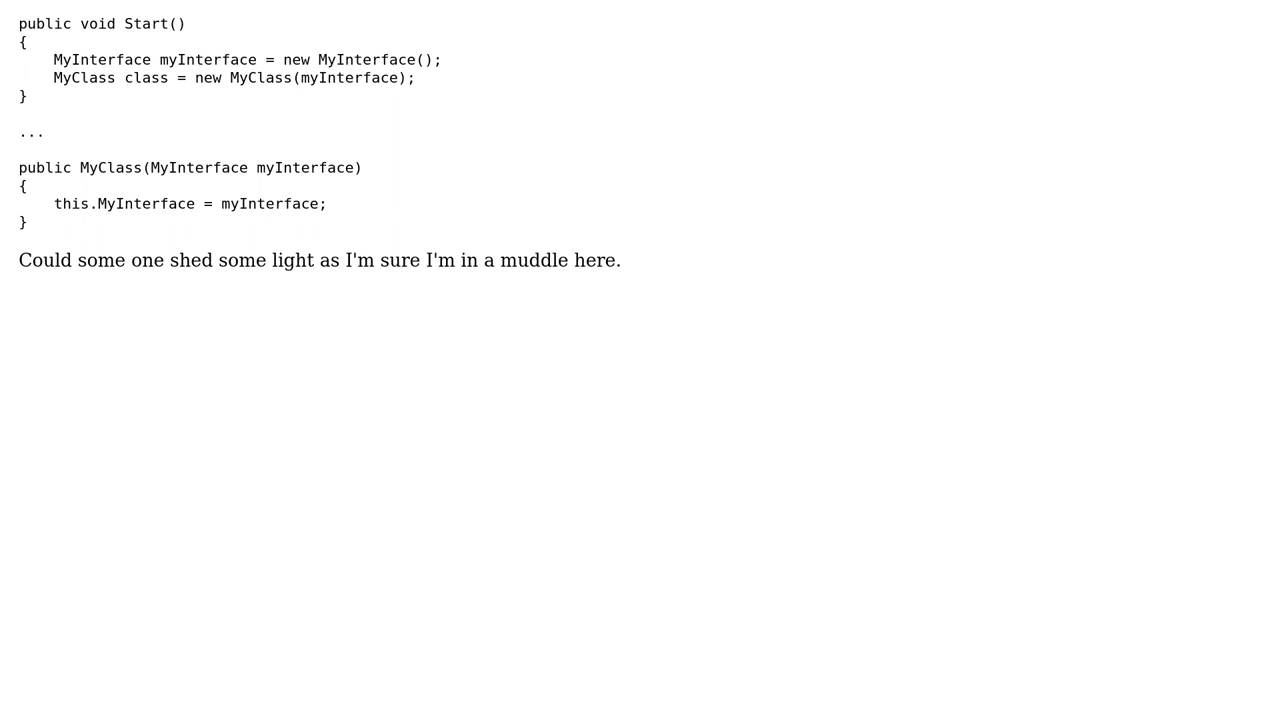 public void Start()
{
    MyInterface myInterface = new MyInterface();
    MyClass class = new MyClass(myInterface);
}
...
public MyClass(MyInterface myInterface)
{
    this.MyInterface = myInterface;
}
Could some one shed some light as I'm sure I'm in a muddle here.